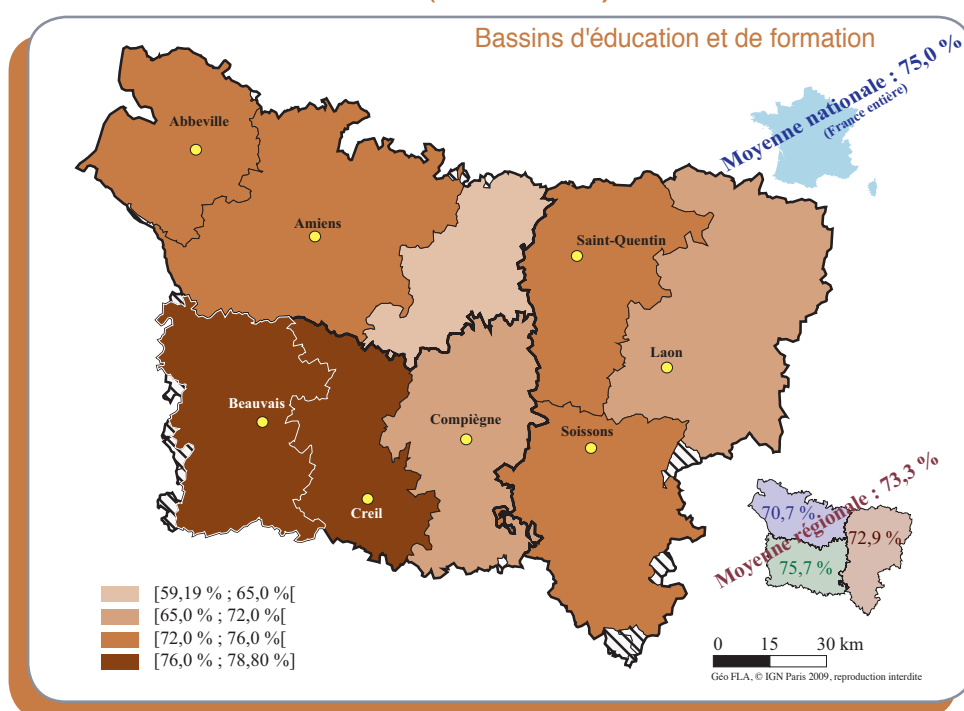 Bassins d'éducation et de formation
Moyenne nationale : 75,0 %
(France entière)
Abbeville
Amiens
Saint-Quentin
Laon
Beauvais
Compiègne
Soissons
Creil
Moyenne régionale : 73,3 %
70,7 %
72,9 %
75,7 %
[59,19 % ; 65,0 %[
[65,0 % ; 72,0 %[
[72,0 % ; 76,0 %[
[76,0 % ; 78,80 %]
0 15 30 km
Géo FLA, © IGN Paris 2009, reproduction interdite